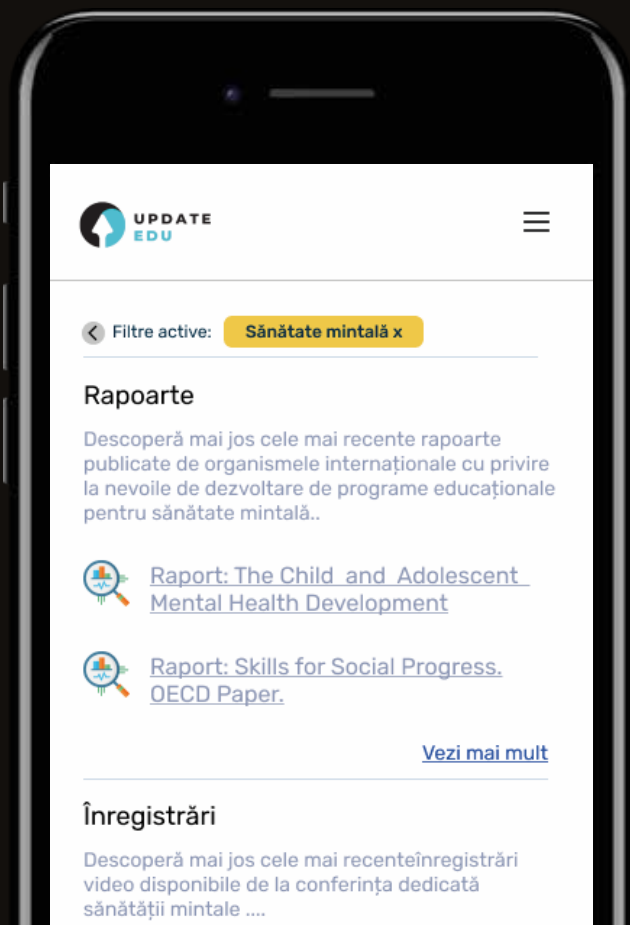 UPDATE
EDU
Filtre active:
Sănătate mintală x
Rapoarte
Descoperă mai jos cele mai recente rapoarte
publicate de organismele internaționale cu privire
la nevoile de dezvoltare de programe educaționale
pentru sănătate mintală..
Raport: The Child and Adolescent
Mental Health Development
Raport: Skills for Social Progress.
OECD Paper.
Vezi mai mult
Înregistrări
Descoperă mai jos cele mai recenteînregistrări
video disponibile de la conferința dedicată
sănătății mintale ....